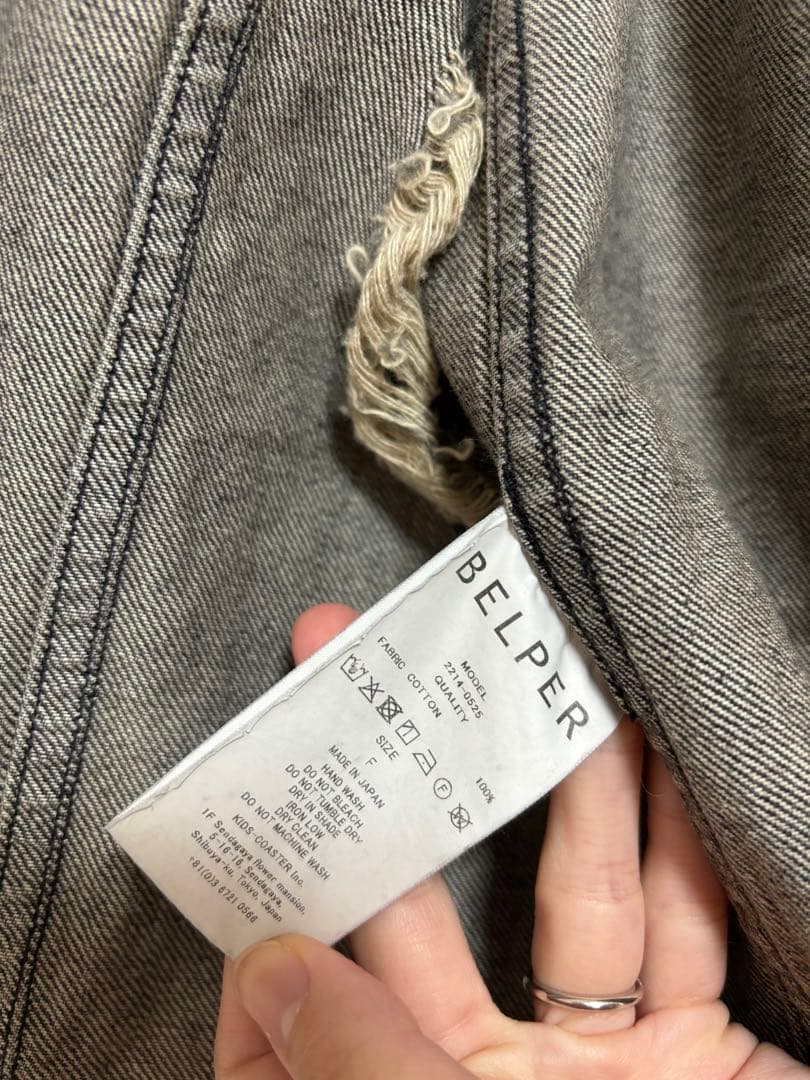 BELPER
MODEL
2214-0525
QUALITY
FABRIC COTTON 100%
SIZE
F
MADE IN JAPAN
HAND WASH
DO NOT BLEACH
DO NOT TUMBLE DRY
DRY IN SHADE
IRON LOW
DRY CLEAN
DO NOT MACHINE WASH
KIDS-COASTER Inc.
1F Sendagaya flower mansion,
5-16-16, Sendagaya,
Shibuya-ku, Tokyo, Japan
+81(0)3 6721 0566